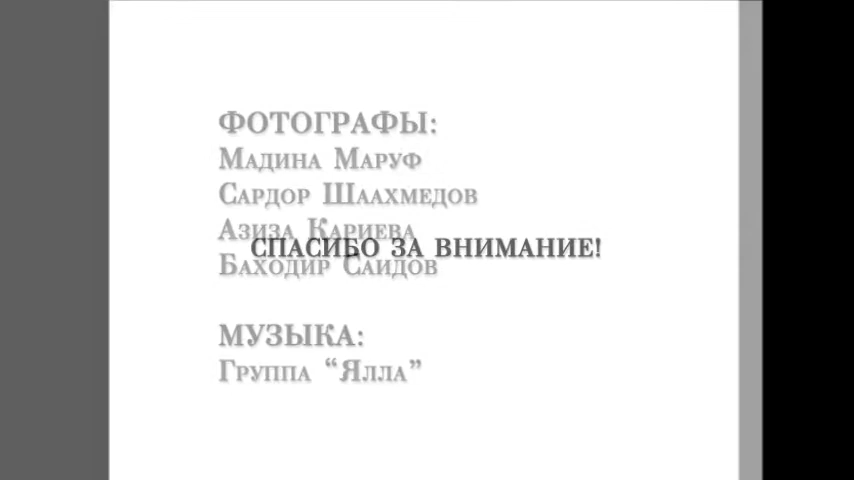 ФОТОГРАФЫ:
Мадина Маруф
Сардор Шаахмедов
Азиза Кариева
СПАСИБО ЗА ВНИМАНИЕ!
Баходир Саидов
МУЗЫКА:
Группа “Ялла”